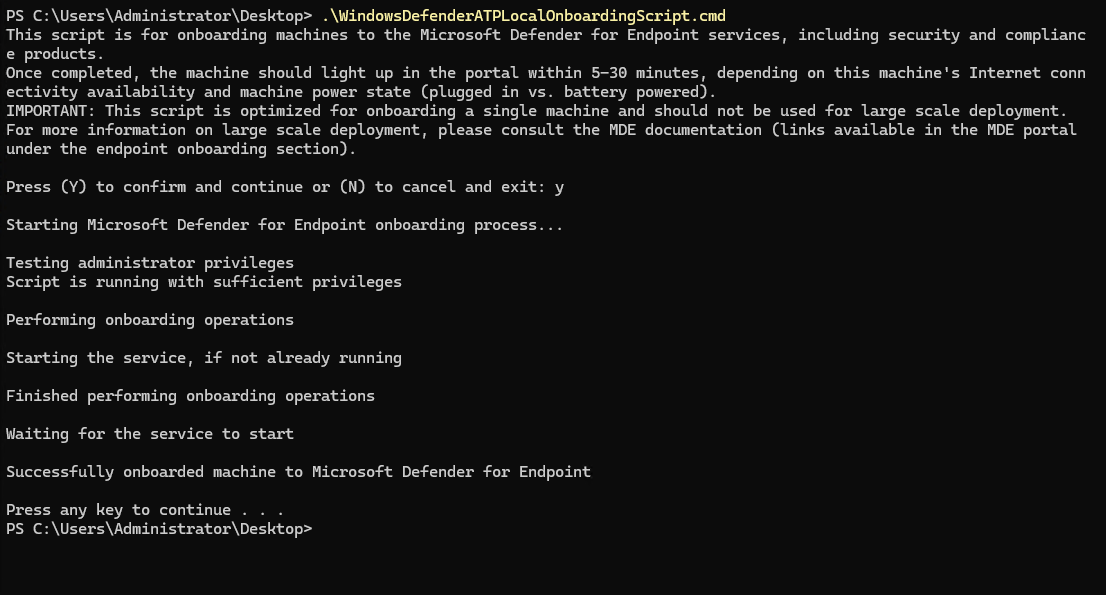 PS C:\Users\Administrator\Desktop> .\WindowsDefenderATPLocalOnboardingScript.cmd
This script is for onboarding machines to the Microsoft Defender for Endpoint services, including security and complianc
e products.
Once completed, the machine should light up in the portal within 5-30 minutes, depending on this machine's Internet conn
ectivity availability and machine power state (plugged in vs. battery powered).
IMPORTANT: This script is optimized for onboarding a single machine and should not be used for large scale deployment.
For more information on large scale deployment, please consult the MDE documentation (links available in the MDE portal
under the endpoint onboarding section).

Press (Y) to confirm and continue or (N) to cancel and exit: y

Starting Microsoft Defender for Endpoint onboarding process...

Testing administrator privileges
Script is running with sufficient privileges

Performing onboarding operations

Starting the service, if not already running

Finished performing onboarding operations

Waiting for the service to start

Successfully onboarded machine to Microsoft Defender for Endpoint

Press any key to continue . . .
PS C:\Users\Administrator\Desktop>